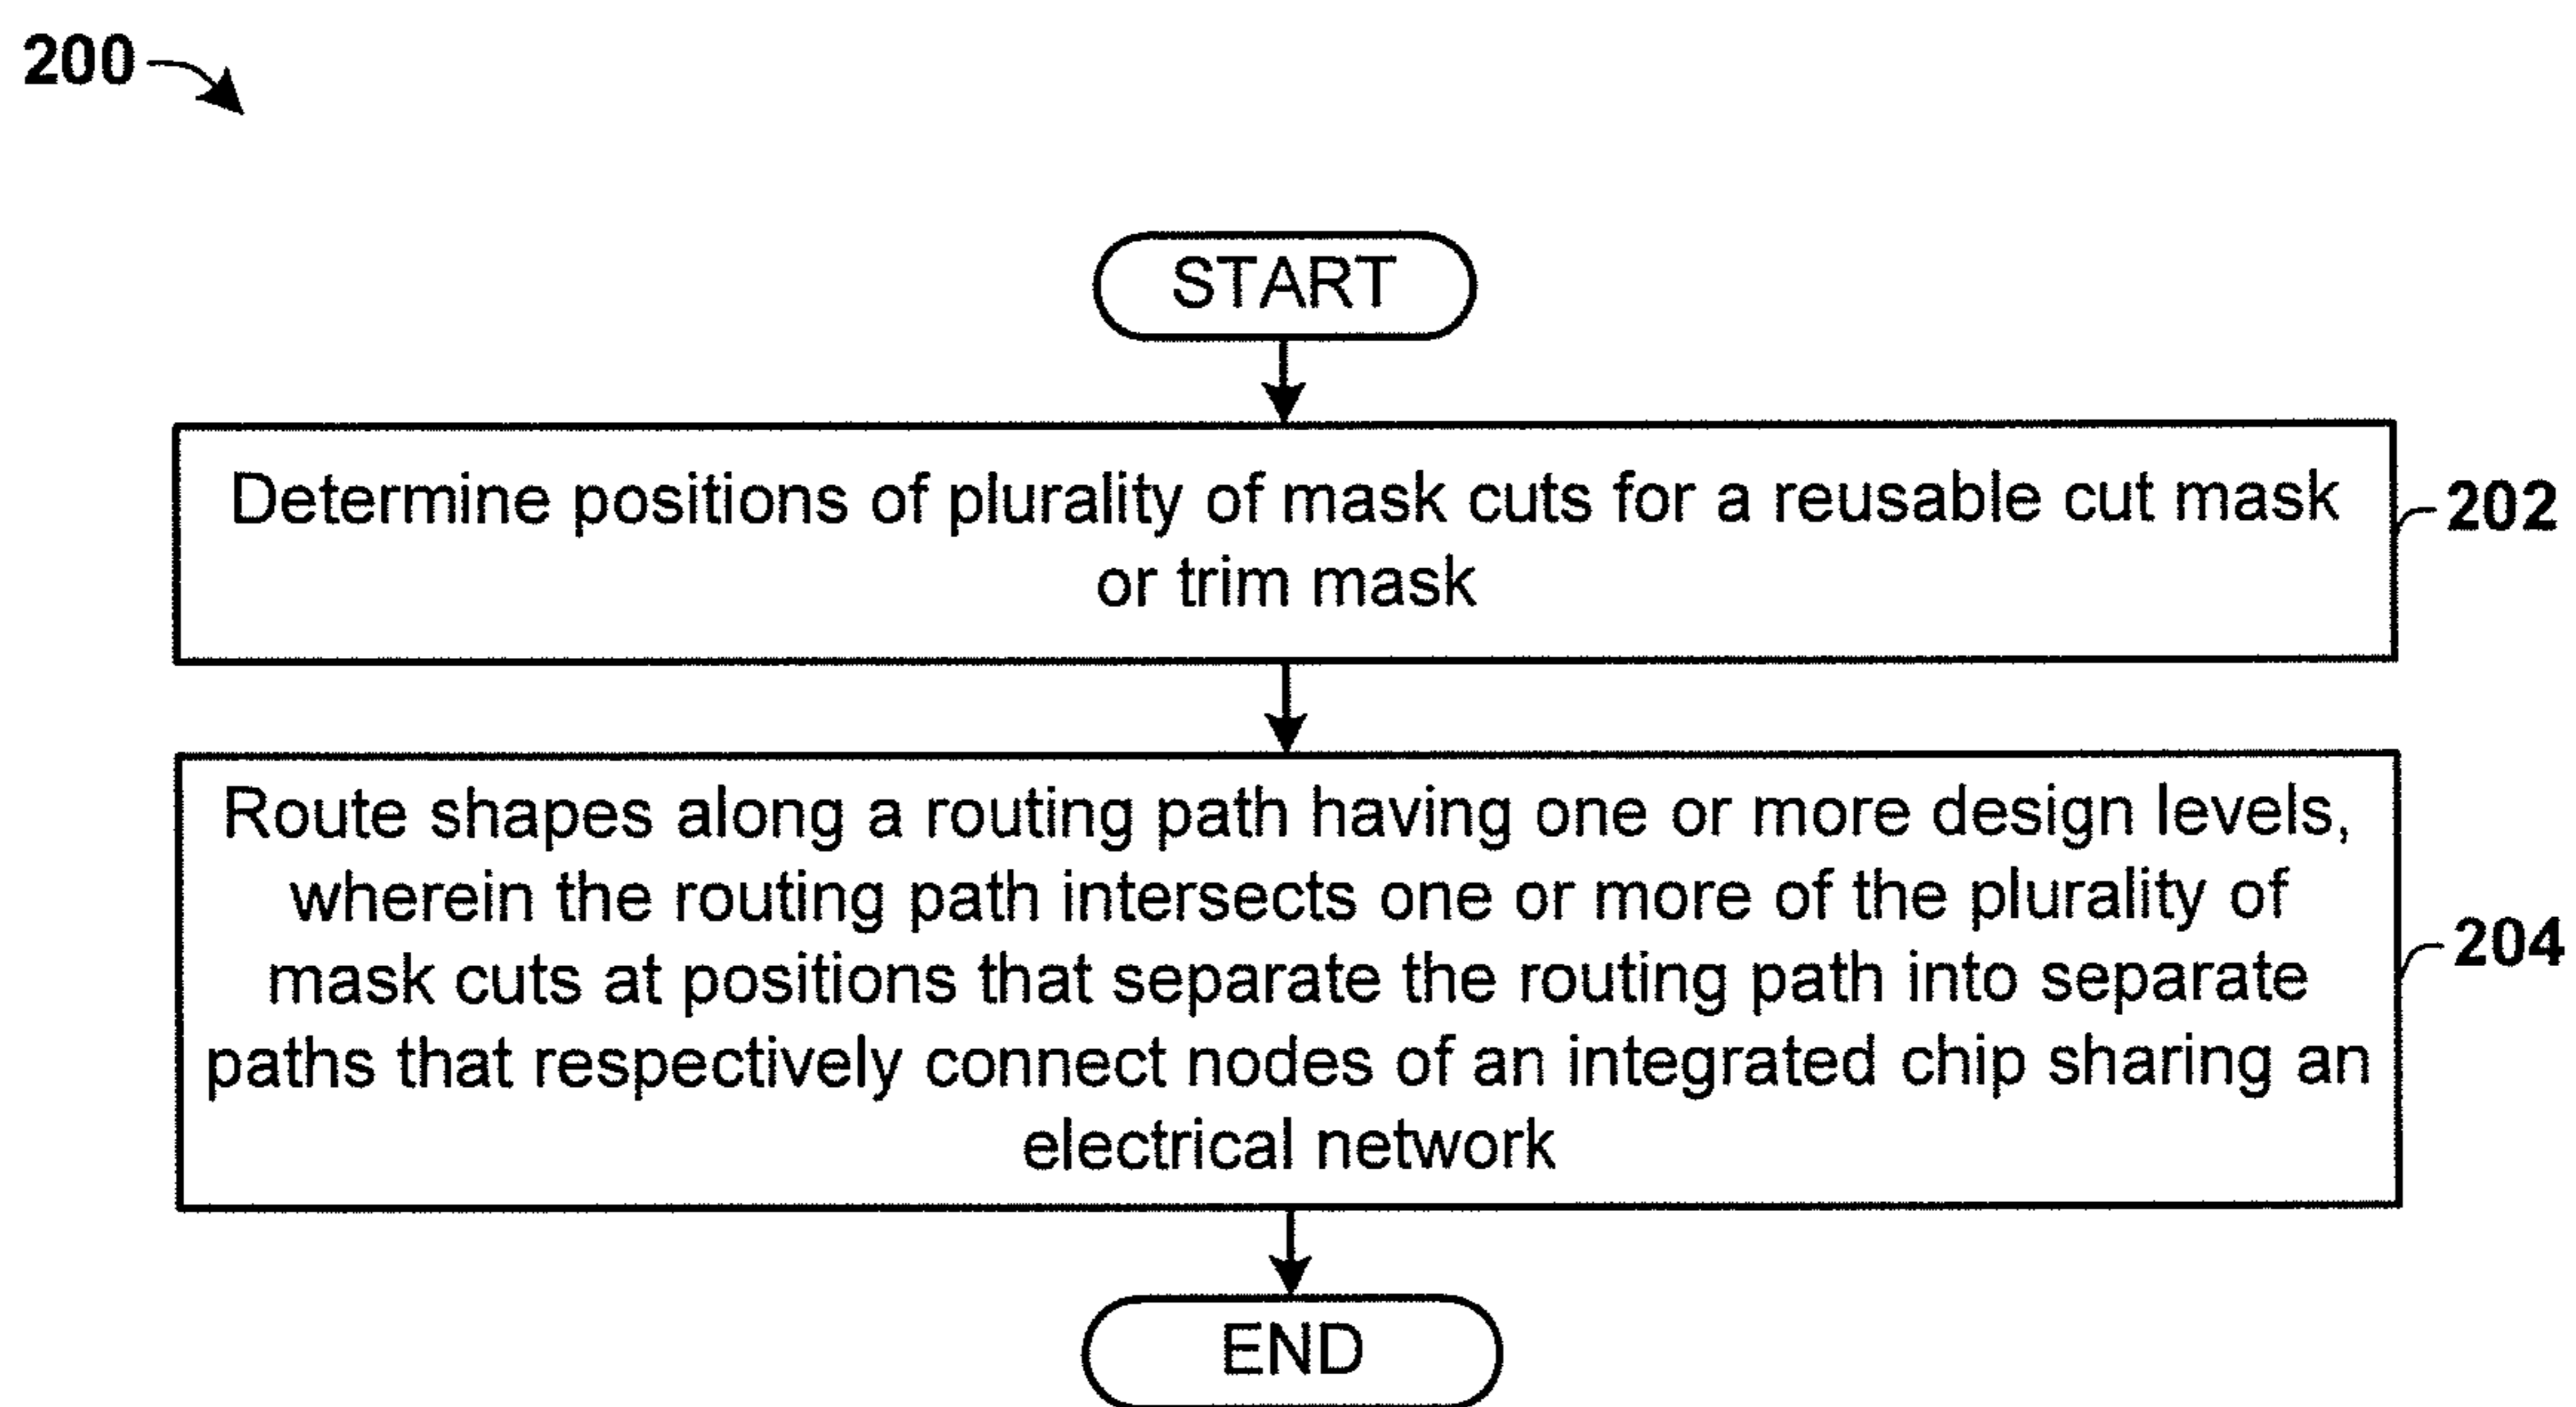 200
START
Determine positions of plurality of mask cuts for a reusable cut mask
or trim mask
202
Route shapes along a routing path having one or more design levels,
wherein the routing path intersects one or more of the plurality of
mask cuts at positions that separate the routing path into separate
paths that respectively connect nodes of an integrated chip sharing an
electrical network
204
END